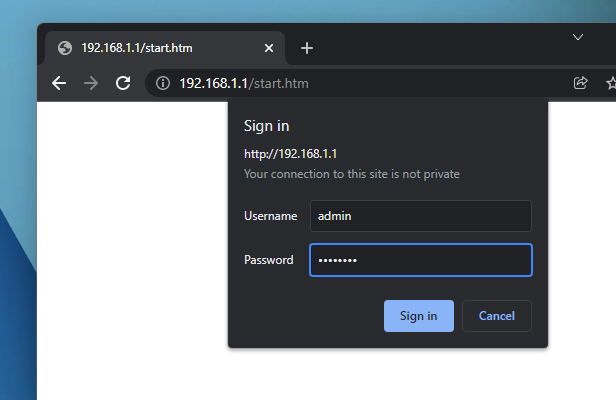 192.168.1.1/start.htm
192.168.1.1/start.htm
Sign in
http://192.168.1.1
Your connection to this site is not private
Username admin
Password ••••••••
Sign in Cancel